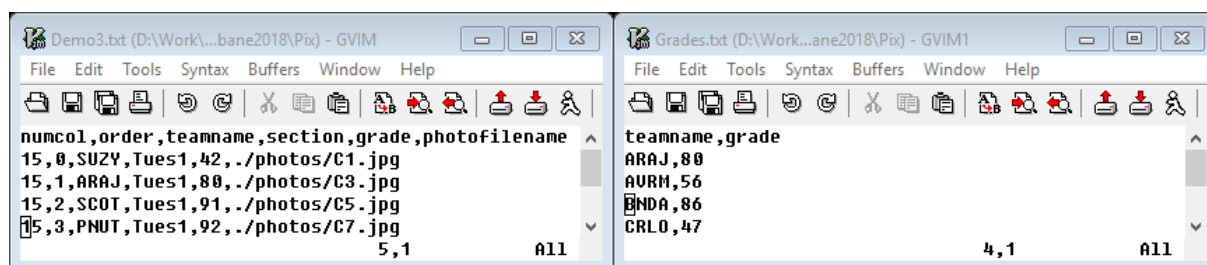 Demo3.txt (D:\Work\...bane2018\Pix) - GVIM
File Edit Tools Syntax Buffers Window Help
numcol,order,teamname,section,grade,photofilename
15,0,SUZY,Tues1,42,./photos/C1.jpg
15,1,ARAJ,Tues1,80,./photos/C3.jpg
15,2,SCOT,Tues1,91,./photos/C5.jpg
15,3,PNUT,Tues1,92,./photos/C7.jpg
5,1 All
Grades.txt (D:\Work...ane2018\Pix) - GVIM1
File Edit Tools Syntax Buffers Window Help
teamname,grade
ARAJ,80
AVRM,56
BNDA,86
CRLO,47
4,1 All